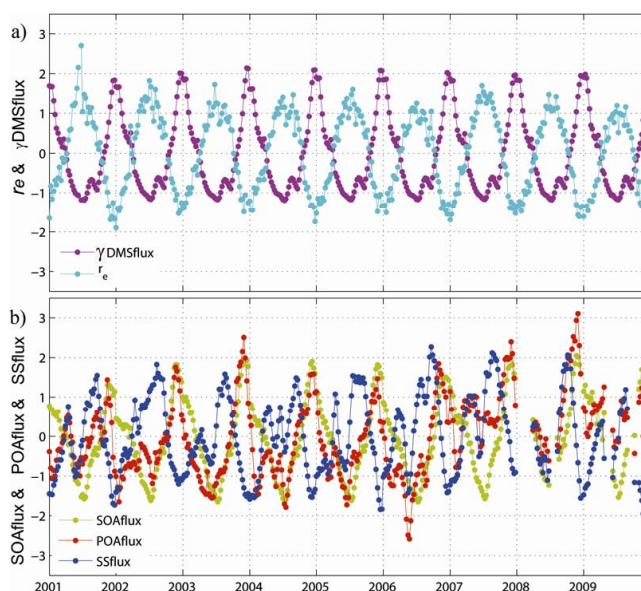 a)
3
2
1
0
-1
-2
-3
re & γDMSflux
γ DMSflux
re
b)
3
2
1
0
-1
-2
-3
SOAflux & POAflux & SSflux
SOAflux
POAflux
SSflux
2001 2002 2003 2004 2005 2006 2007 2008 2009